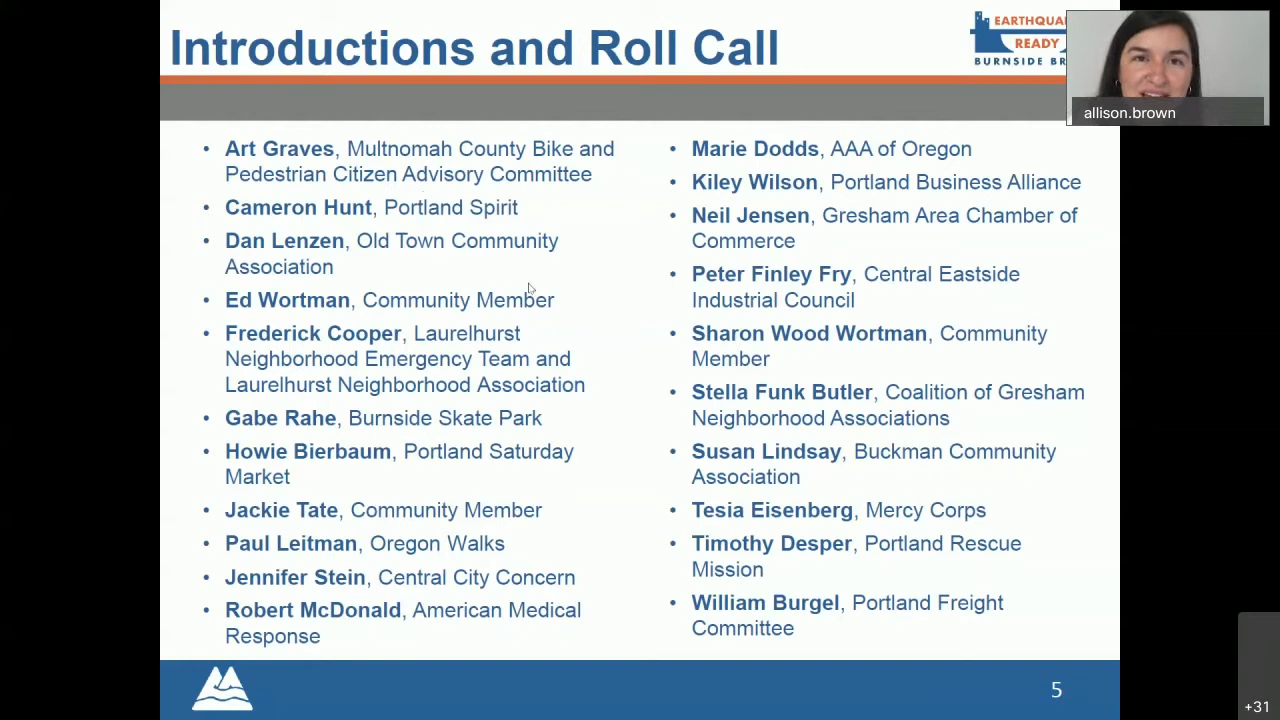 Introductions and Roll Call
EARTHQUA
READY
BURNSIDE BR
allison.brown
• Art Graves, Multnomah County Bike and
Pedestrian Citizen Advisory Committee
• Cameron Hunt, Portland Spirit
• Dan Lenzen, Old Town Community
Association
• Ed Wortman, Community Member
• Frederick Cooper, Laurelhurst
Neighborhood Emergency Team and
Laurelhurst Neighborhood Association
• Gabe Rahe, Burnside Skate Park
• Howie Bierbaum, Portland Saturday
Market
• Jackie Tate, Community Member
• Paul Leitman, Oregon Walks
• Jennifer Stein, Central City Concern
• Robert McDonald, American Medical
Response
• Marie Dodds, AAA of Oregon
• Kiley Wilson, Portland Business Alliance
• Neil Jensen, Gresham Area Chamber of
Commerce
• Peter Finley Fry, Central Eastside
Industrial Council
• Sharon Wood Wortman, Community
Member
• Stella Funk Butler, Coalition of Gresham
Neighborhood Associations
• Susan Lindsay, Buckman Community
Association
• Tesia Eisenberg, Mercy Corps
• Timothy Desper, Portland Rescue
Mission
• William Burgel, Portland Freight
Committee
5
+31